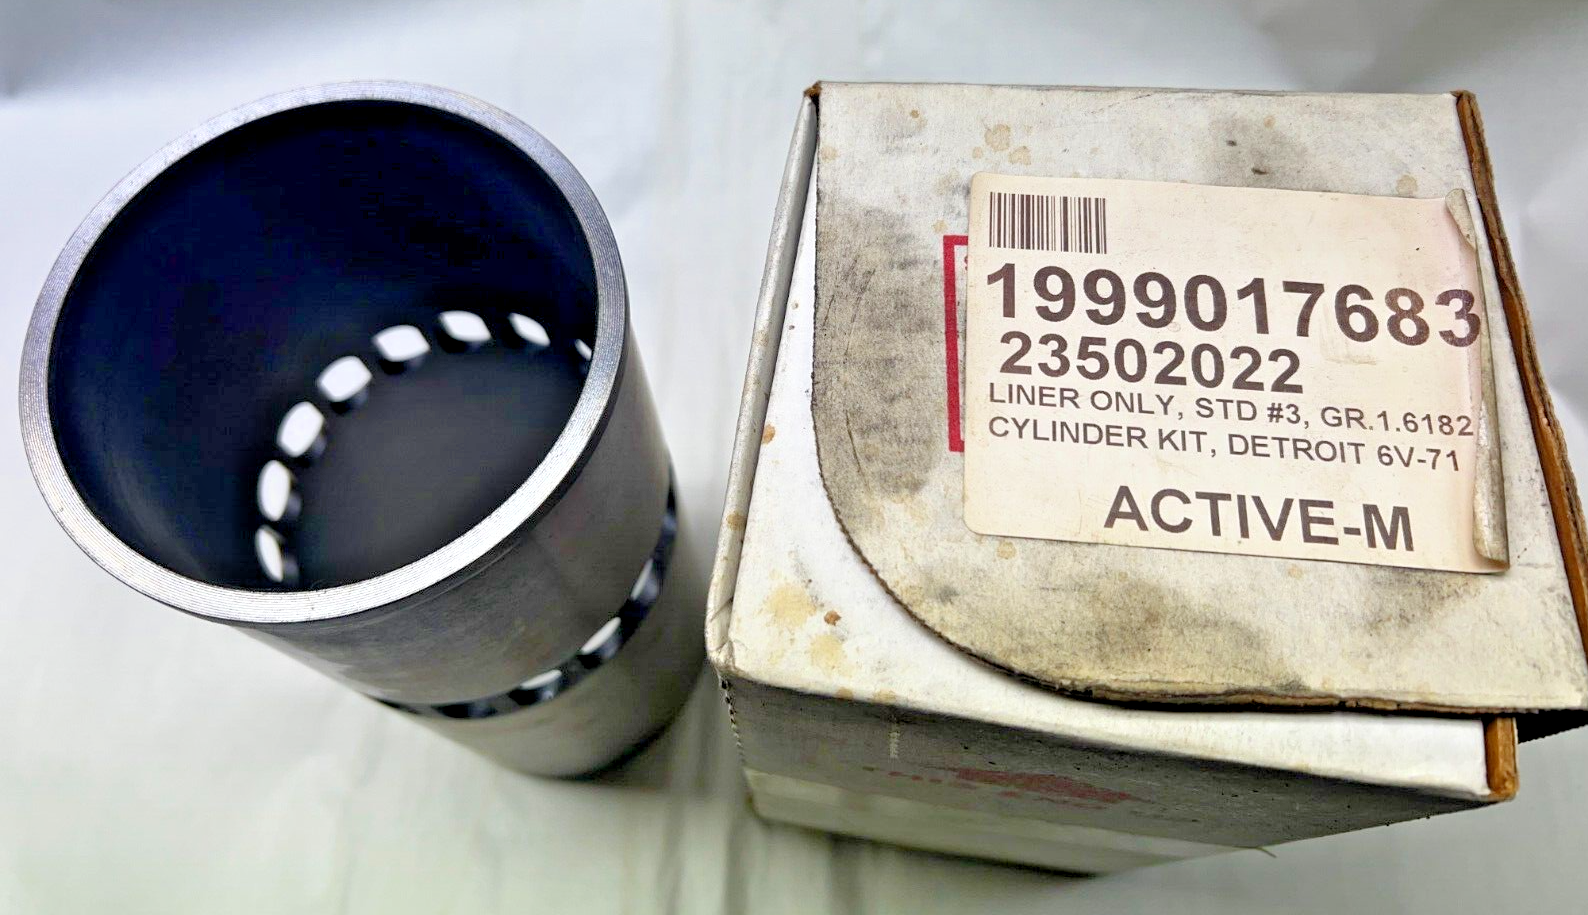 1999017683
23502022
LINER ONLY, STD #3, GR.1.6182
CYLINDER KIT, DETROIT 6V-71
ACTIVE-M